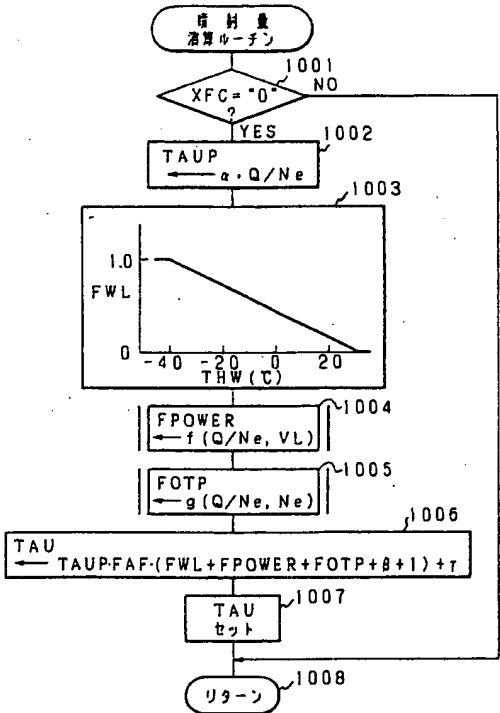 噴射量
演算ルーチン
1001
XFC="0"
?
NO
YES
1002
TAUP
← α・Q/Ne
1003
1.0
FWL
0
-40 -20 0 20
THW(℃)
1004
FPOWER
← f(Q/Ne, VL)
1005
FOTP
← g(Q/Ne, Ne)
1006
TAU
← TAUP・FAF・(FWL+FPOWER+FOTP+β+1)+γ
1007
TAU
セット
リターン
1008